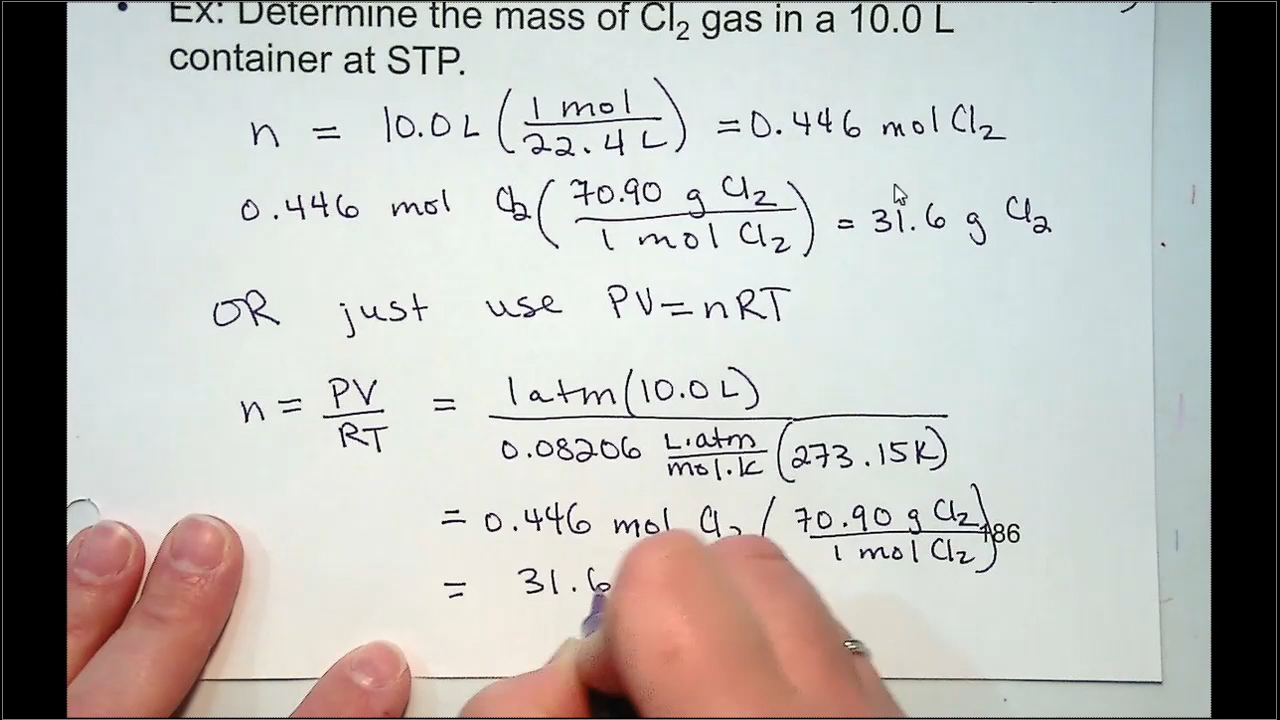 • Ex: Determine the mass of Cl₂ gas in a 10.0 L
container at STP.
n = 10.0 L (1 mol / 22.4 L) = 0.446 mol Cl₂
0.446 mol Cl₂ (70.90 g Cl₂ / 1 mol Cl₂) = 31.6 g Cl₂
OR just use PV=nRT
n = PV / RT = 1 atm (10.0 L) / 0.08206 L·atm / mol·K (273.15K)
= 0.446 mol Cl₂ (70.90 g Cl₂ / 1 mol Cl₂)
186
= 31.6